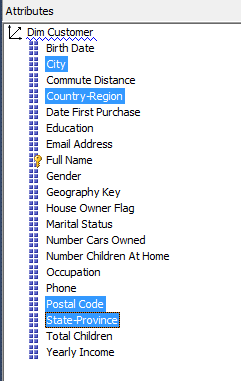 Attributes
Dim Customer
Birth Date
City
Commute Distance
Country-Region
Date First Purchase
Education
Email Address
Full Name
Gender
Geography Key
House Owner Flag
Marital Status
Number Cars Owned
Number Children At Home
Occupation
Phone
Postal Code
State-Province
Total Children
Yearly Income